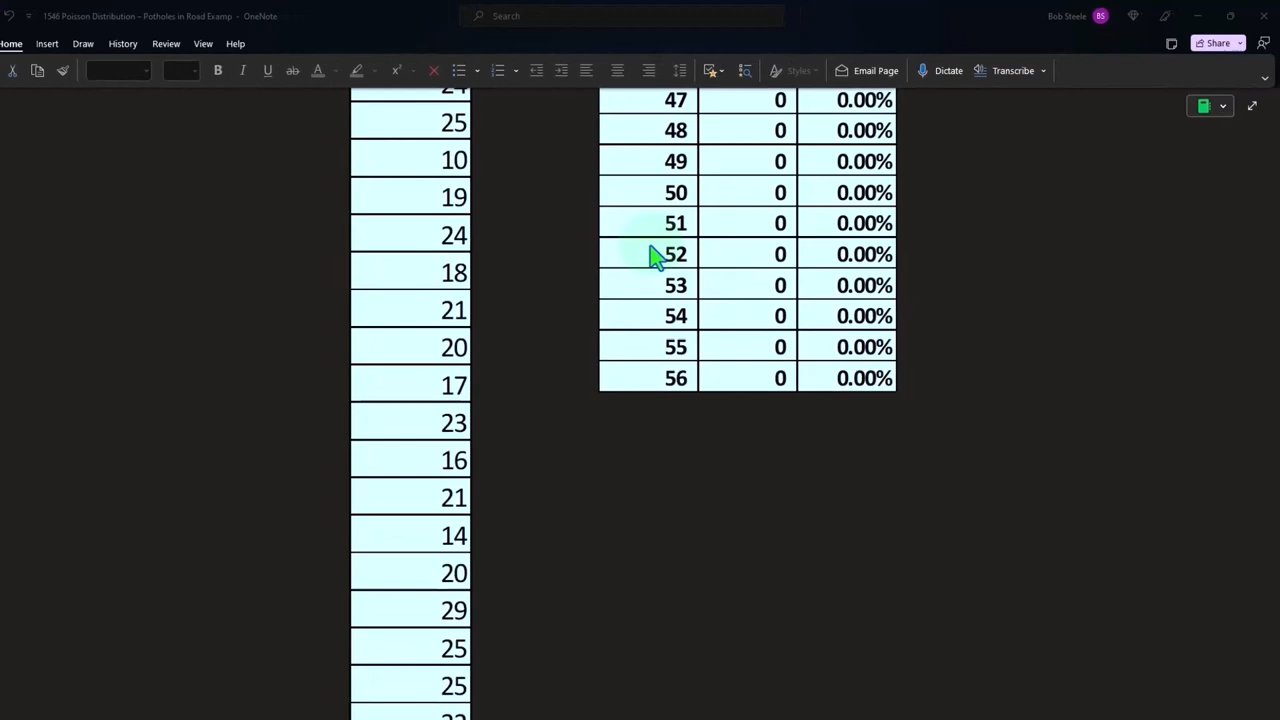 1546 Poisson Distribution – Potholes in Road Examp - OneNote
Search
Bob Steele BS
Home Insert Draw History Review View Help
Share
B I U ab A x² Styles Email Page Dictate Transcribe
25
10
19
24
18
21
20
17
23
16
21
14
20
29
25
25
47 0 0.00%
48 0 0.00%
49 0 0.00%
50 0 0.00%
51 0 0.00%
52 0 0.00%
53 0 0.00%
54 0 0.00%
55 0 0.00%
56 0 0.00%